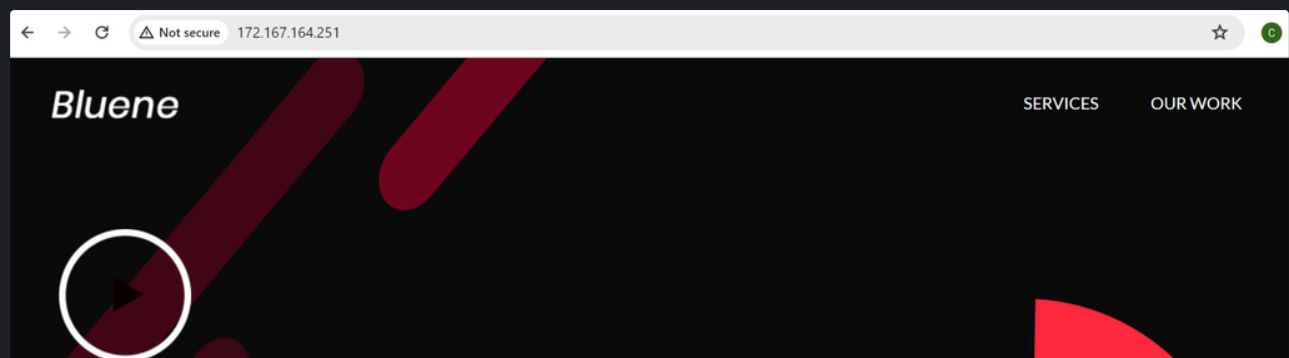 Not secure 172.167.164.251
C
Bluene
SERVICES OUR WORK